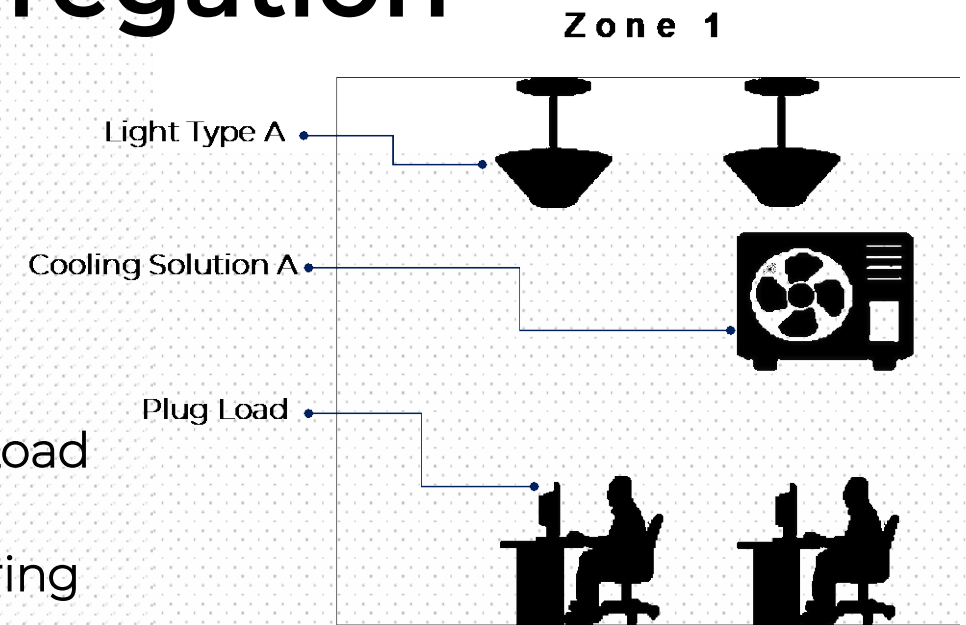 regation
Zone 1
Light Type A
Cooling Solution A
Plug Load
oad
ring